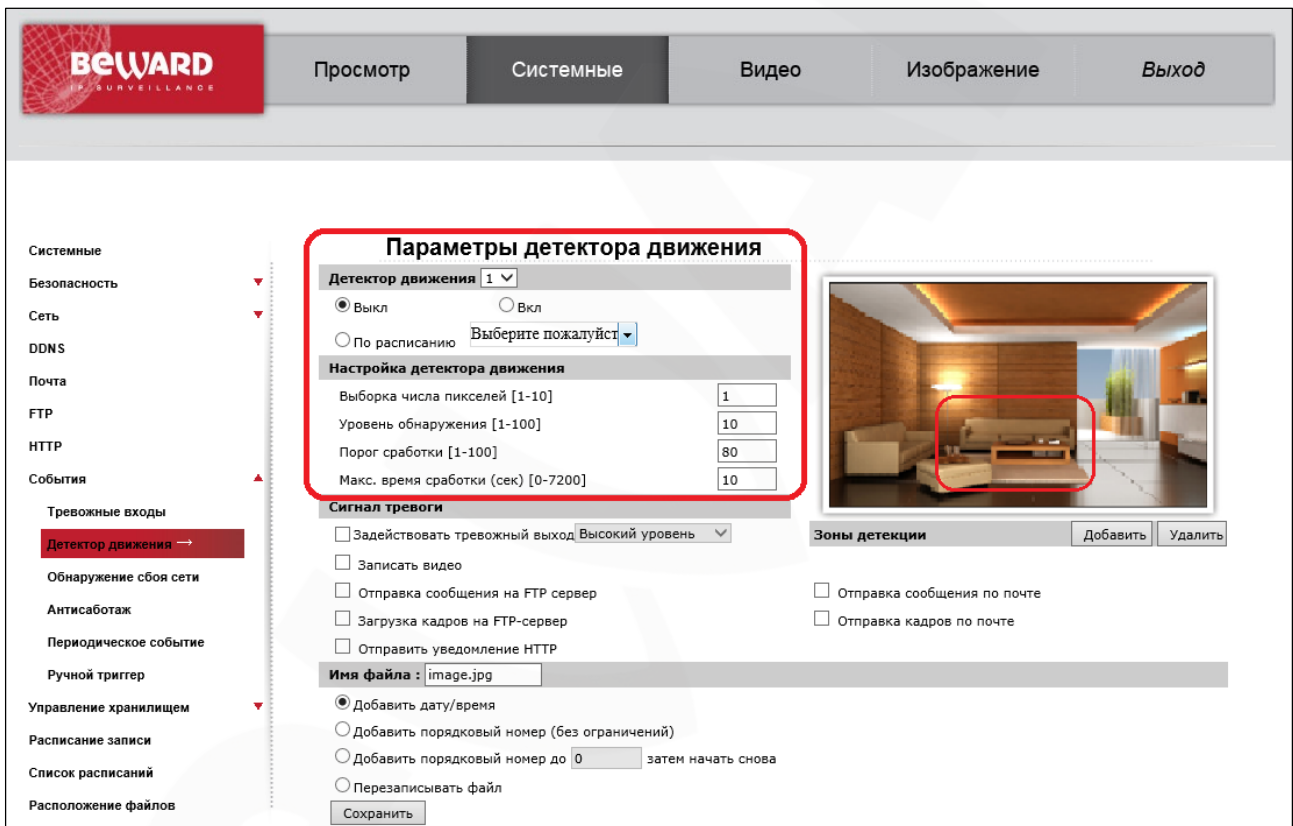 BEWARD
IP SURVEILLANCE
Просмотр
Системные
Видео
Изображение
Выход
Системные
Безопасность
Сеть
DDNS
Почта
FTP
HTTP
События
Тревожные входы
Детектор движения →
Обнаружение сбоя сети
Антисаботаж
Периодическое событие
Ручной триггер
Управление хранилищем
Расписание записи
Список расписаний
Расположение файлов
Параметры детектора движения
Детектор движения 1
Выкл Вкл
По расписанию Выберите пожалуйст
Настройка детектора движения
Выборка числа пикселей [1-10] 1
Уровень обнаружения [1-100] 10
Порог сработки [1-100] 80
Макс. время сработки (сек) [0-7200] 10
Сигнал тревоги
Задействовать тревожный выход Высокий уровень
Зоны детекции Добавить Удалить
Записать видео
Отправка сообщения на FTP сервер Отправка сообщения по почте
Загрузка кадров на FTP-сервер Отправка кадров по почте
Отправить уведомление HTTP
Имя файла : image.jpg
Добавить дату/время
Добавить порядковый номер (без ограничений)
Добавить порядковый номер до 0 затем начать снова
Перезаписывать файл
Сохранить